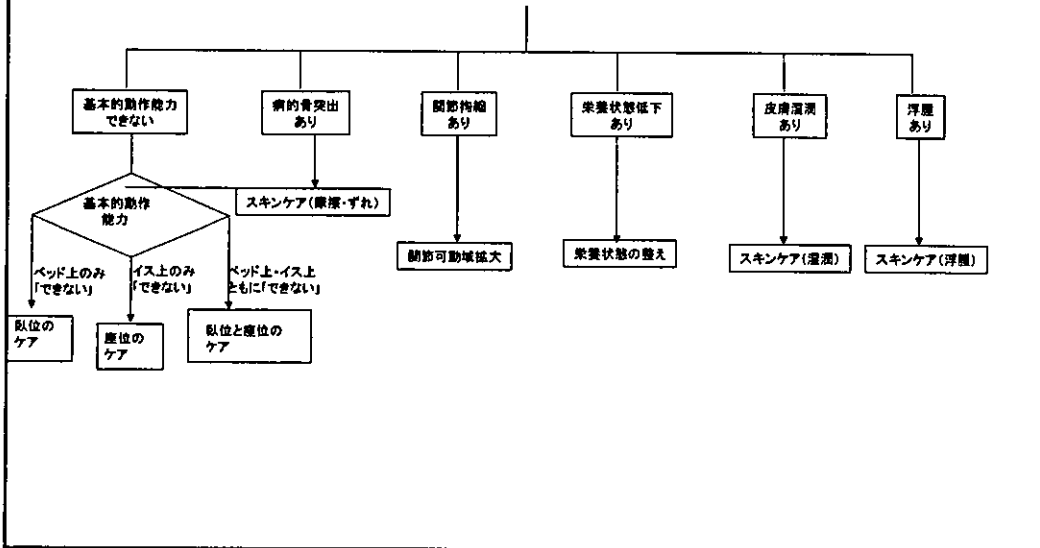 基本的動作能力
できない
病的骨突出
あり
関節拘縮
あり
栄養状態低下
あり
皮膚湿潤
あり
浮腫
あり
基本的動作
能力
スキンケア(摩擦・ずれ)
関節可動域拡大
栄養状態の整え
スキンケア(湿潤)
スキンケア(浮腫)
ベッド上のみ
「できない」
イス上のみ
「できない」
ベッド上・イス上
ともに「できない」
臥位の
ケア
座位の
ケア
臥位と座位の
ケア